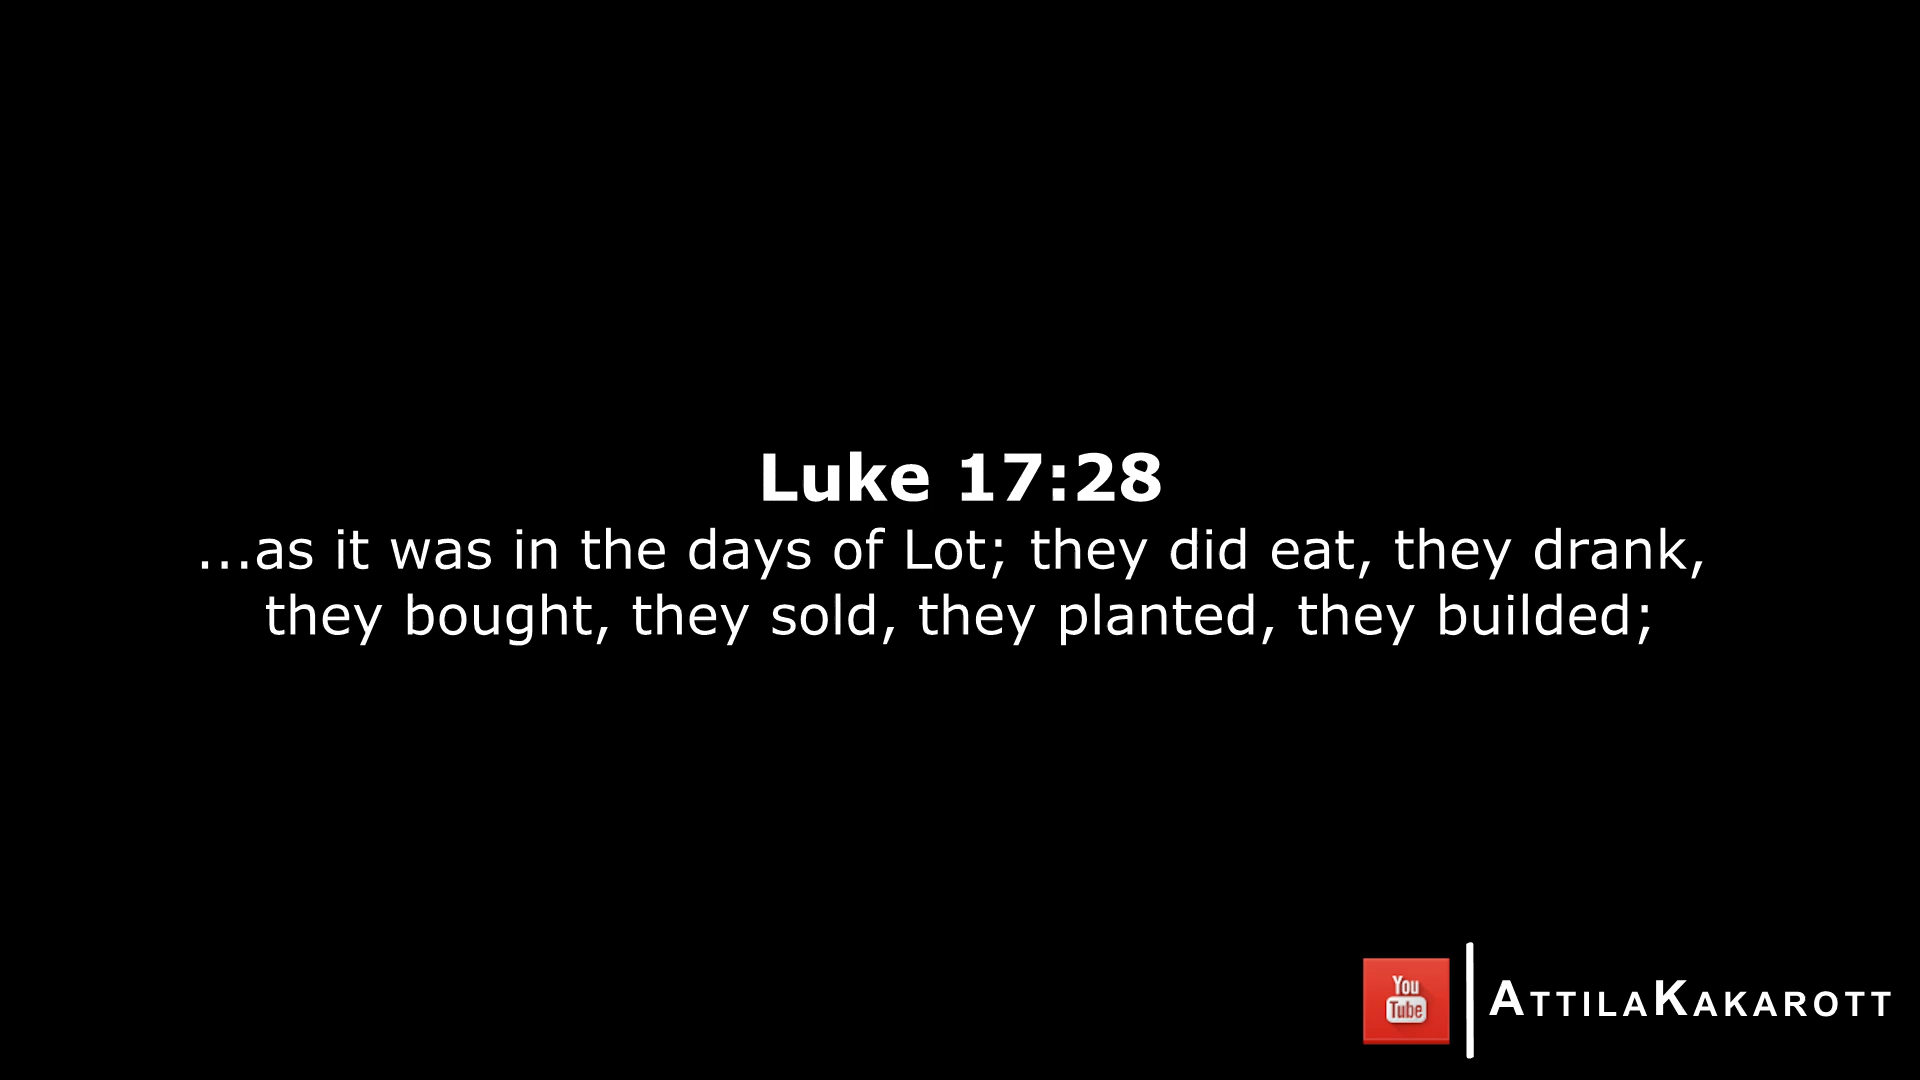 Luke 17:28
...as it was in the days of Lot; they did eat, they drank,
they bought, they sold, they planted, they builded;
You
Tube
ATTILAKAKAROTT